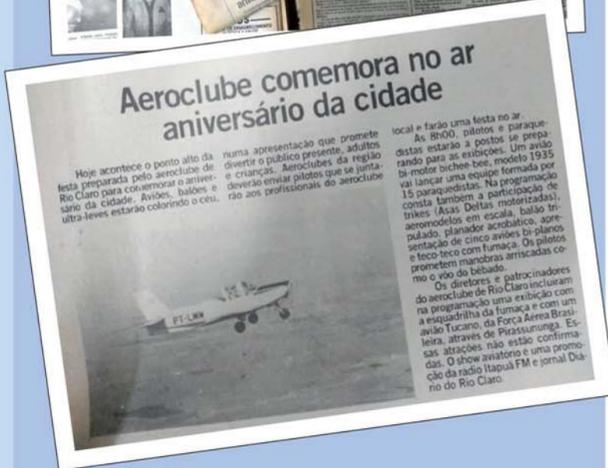 Aeroclube comemora no ar
aniversário da cidade
Hoje acontece o ponto alto da
festa preparada pelo aeroclube de
Rio Claro para comemorar o aniver-
sário da cidade. Aviões, balões e
ultra-leves estarão colorindo o céu,
numa apresentação que promete
divertir o público presente, adultos
e crianças. Aeroclubes da região
deverão enviar pilotos que se junta-
rão aos profissionais do aeroclube
local e farão uma festa no ar.
As 8h00, pilotos e paraque-
distas estarão a postos se prepa-
rando para as exibições. Um avião
bi-motor bichee-bee, modelo 1935
vai lançar uma equipe formada por
15 paraquedistas. Na programação
consta também a participação de
trikes (Asas Deltas motorizadas),
aeromodelos em escala, balão tri-
pulado, planador acrobático, apre-
sentação de cinco aviões bi-planos
e teco-teco com fumaça. Os pilotos
prometem manobras arriscadas co-
mo o vôo do bêbado.
Os diretores e patrocinadores
do aeroclube de Rio Claro incluiram
na programação uma exibição com
a esquadrilha da fumaça e com um
avião Tucano, da Força Aérea Brasi-
leira, através de Pirassununga. Es-
sas atrações não estão confirma-
das. O show aviatório é uma promo-
ção da rádio Itapuã FM e jornal Diá-
rio do Rio Claro.
PT-LMW